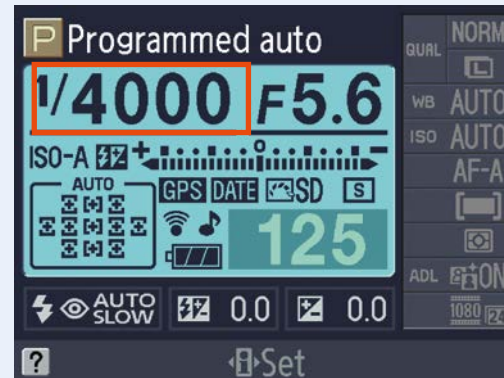 P Programmed auto
1/4000 F5.6
ISO-A + −
AUTO
GPS DATE SD S
125
AUTO SLOW 0.0 0.0
? i Set
QUAL NORM
L
WB AUTO
ISO AUTO
AF-A
ADL ON
1080 24